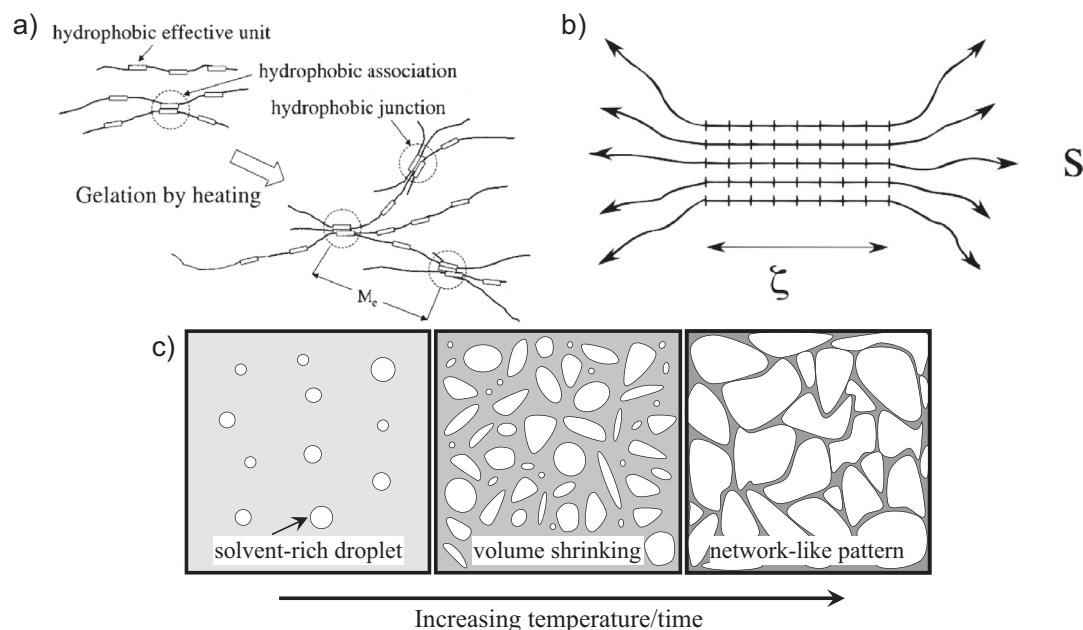 a)
hydrophobic effective unit
hydrophobic association
hydrophobic junction
Gelation by heating
Mₑ
b)
S
ζ
c)
solvent-rich droplet
volume shrinking
network-like pattern
Increasing temperature/time